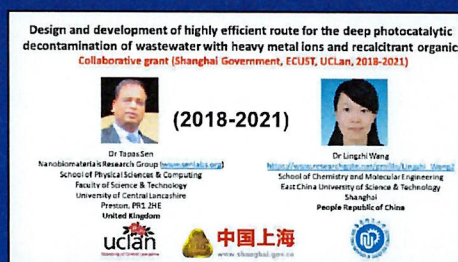 Design and development of highly efficient route for the deep photocatalytic
decontamination of wastewater with heavy metal ions and recalcitrant organic
Collaborative grant (Shanghai Government, ECUST, UCLan, 2018-2021)
(2018-2021)
Dr Tapas Sen
Nanobiomaterials Research Group
School of Physical Sciences & Computing
Faculty of Science & Technology
University of Central Lancashire
Preston, PR1 2HE
United Kingdom
Dr Lingzhi Wang
School of Chemistry and Molecular Engineering
East China University of Science & Technology
Shanghai
People Republic of China
uclan
University of Central Lancashire
中国上海
www.shanghai.gov.cn